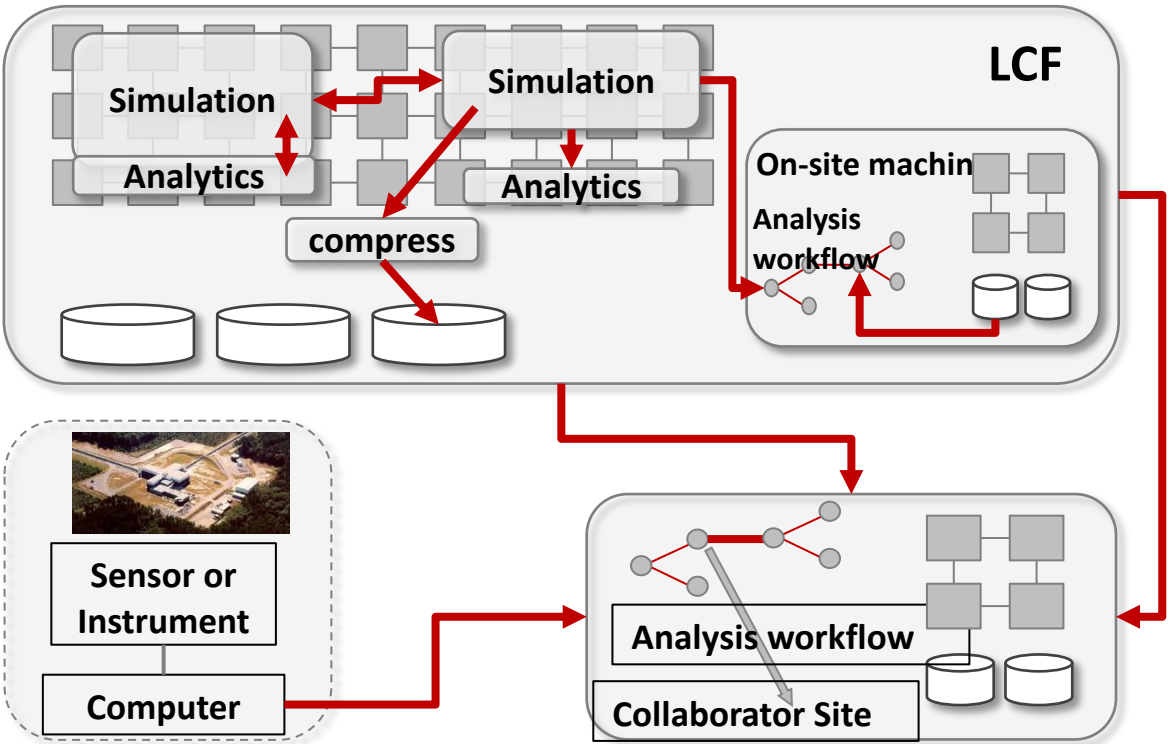 LCF
Simulation
Simulation
Analytics
Analytics
compress
On-site machin
Analysis
workflow
Sensor or
Instrument
Computer
Analysis workflow
Collaborator Site